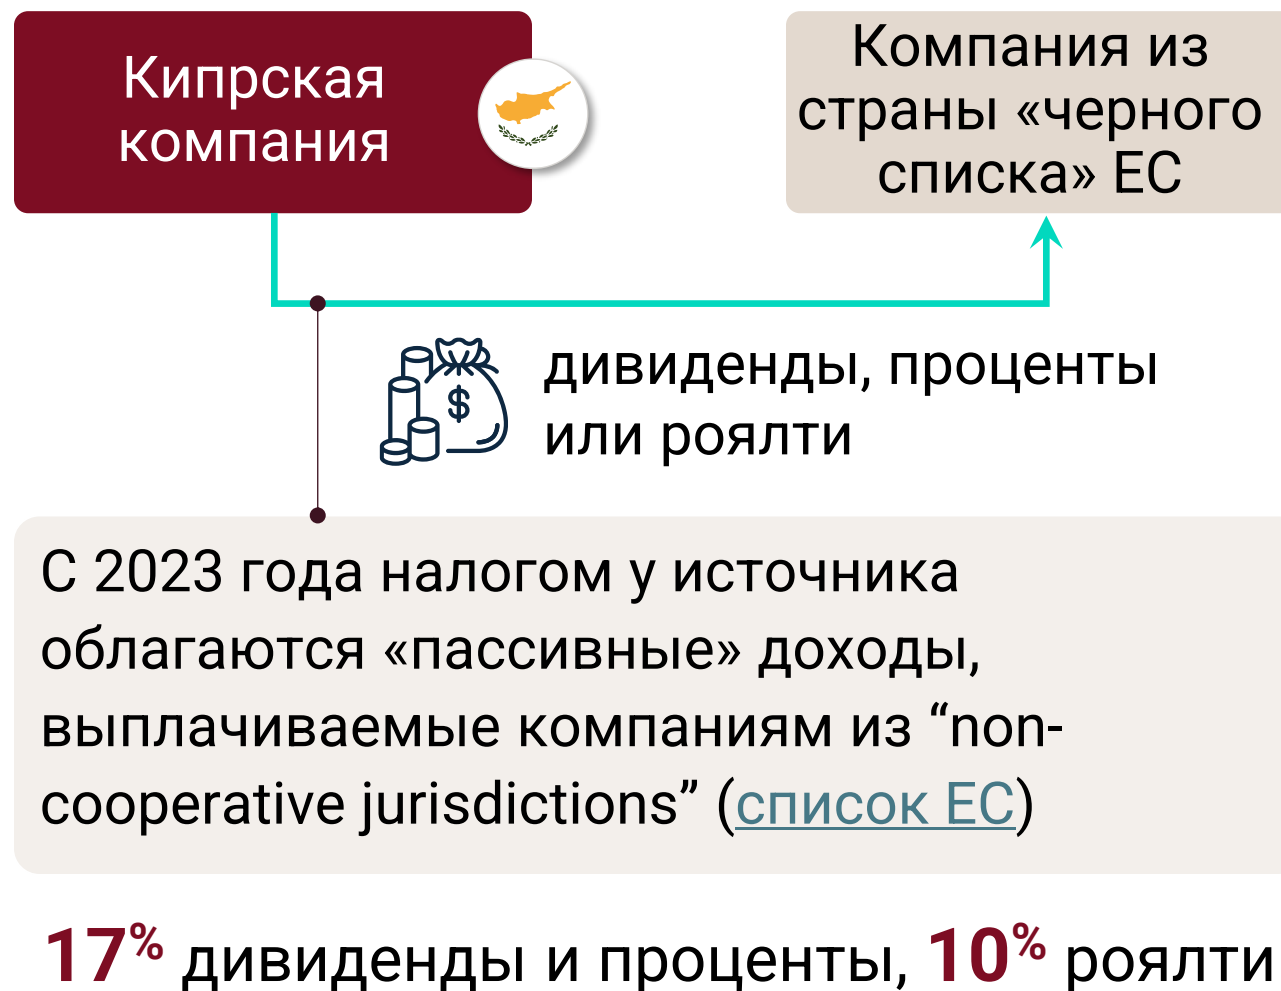 Кипрская
компания
Компания из
страны «черного
списка» ЕС
$
дивиденды, проценты
или роялти
С 2023 года налогом у источника
облагаются «пассивные» доходы,
выплачиваемые компаниям из “non-
cooperative jurisdictions” (список ЕС)
17% дивиденды и проценты, 10% роялти